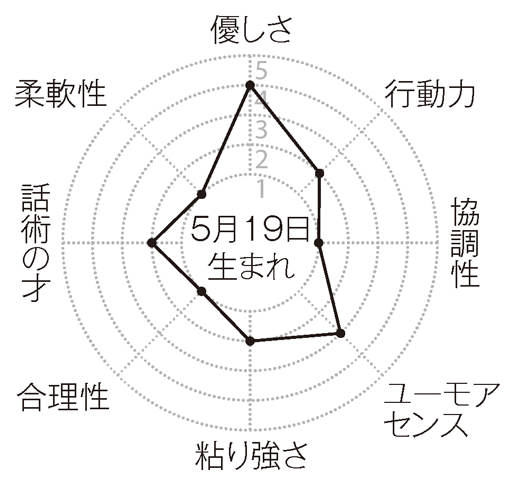 優しさ
柔軟性
行動力
5
4
3
2
1
話術の才
5月19日
生まれ
協調性
合理性
ユーモア
センス
粘り強さ